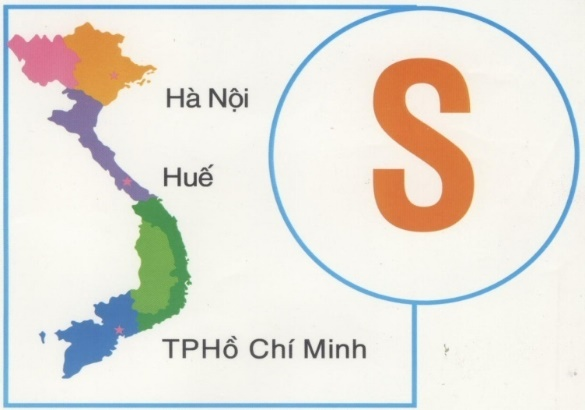 Hà Nội
S
Huế
TPHồ Chí Minh